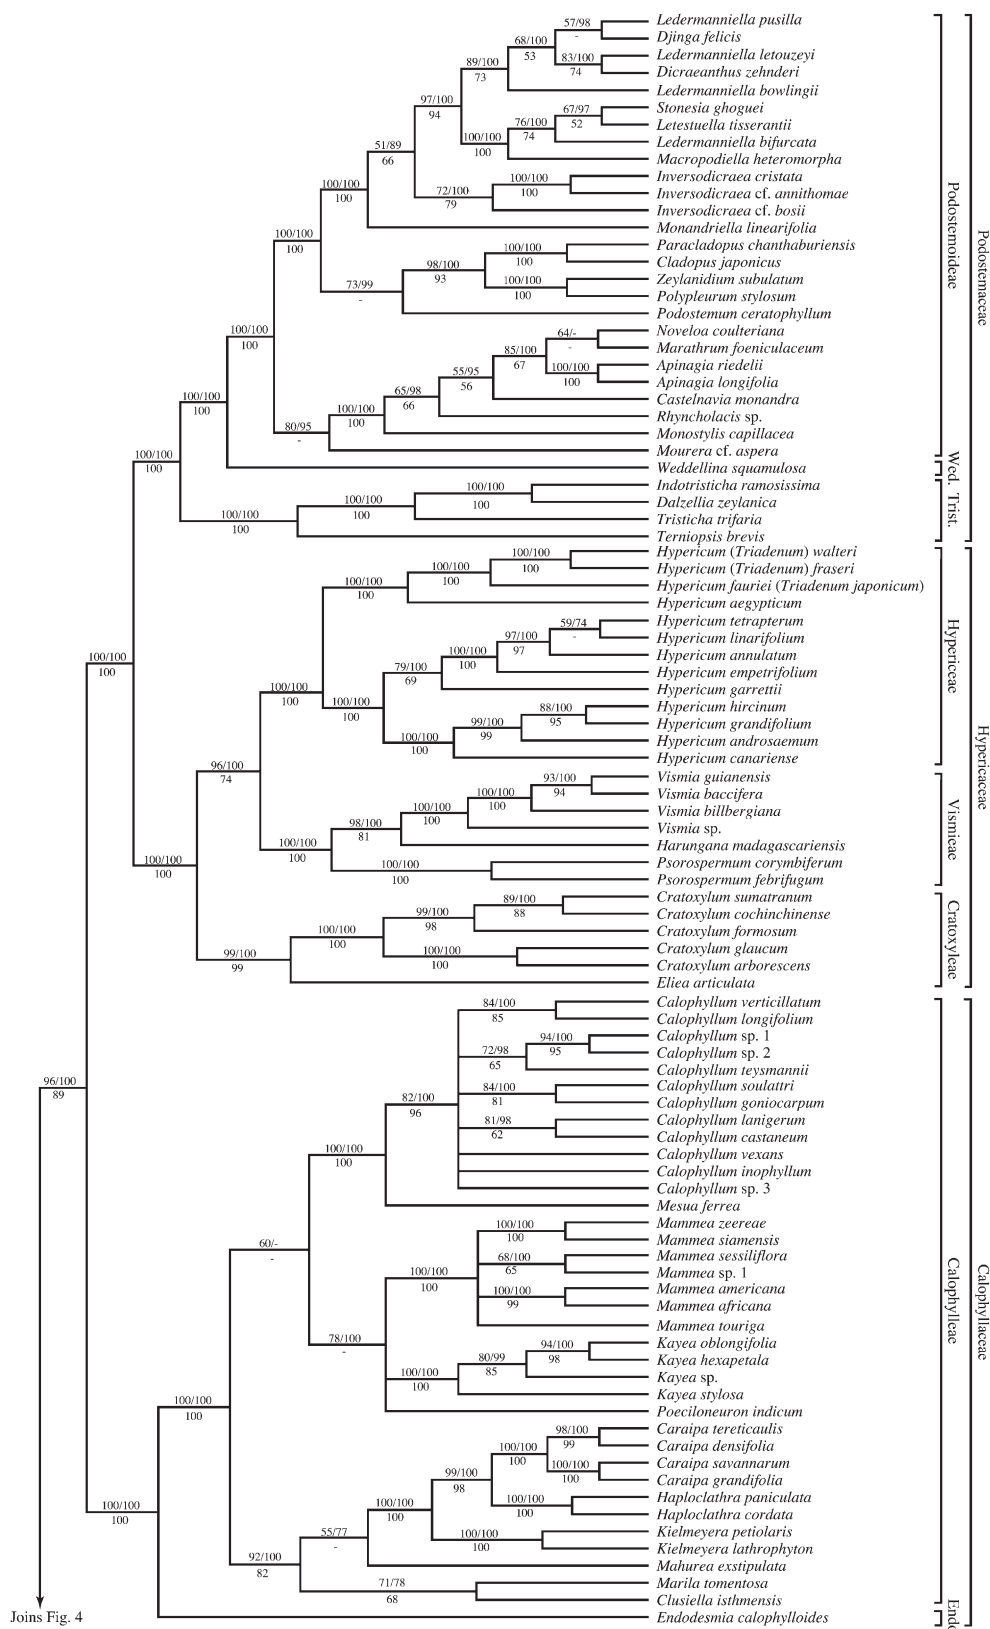 57/98
-
Ledermanniella pusilla
Djinga felicis
68/100
53
83/100
74
Ledermanniella letouzeyi
Dicraeanthus zehnderi
89/100
73
Ledermanniella bowlingii
97/100
94
67/97
52
Stonesia ghoguei
Letestuella tisserantii
76/100
74
Ledermanniella bifurcata
100/100
100
Macropodiella heteromorpha
51/89
66
100/100
100
Inversodicraea cristata
Inversodicraea cf. annithomae
72/100
79
Inversodicraea cf. bosii
100/100
100
Monandriella linearifolia
100/100
100
100/100
100
Paracladopus chanthaburiensis
Cladopus japonicus
98/100
93
100/100
100
Zeylanidium subulatum
Polypleurum stylosum
73/99
-
Podostemum ceratophyllum
100/100
100
64/-
-
Noveloa coulteriana
Marathrum foeniculaceum
85/100
67
100/100
100
Apinagia riedelii
Apinagia longifolia
55/95
56
Castelnavia monandra
65/98
66
Rhyncholacis sp.
100/100
100
Monostylis capillacea
80/95
-
Mourera cf. aspera
100/100
100
Weddellina squamulosa
100/100
100
100/100
100
Indotristicha ramosissima
Dalzellia zeylanica
100/100
100
Tristicha trifaria
100/100
100
Terniopsis brevis
Podostemoideae
Wed.
Trist.
Podostemaceae
100/100
100
Hypericum (Triadenum) walteri
Hypericum (Triadenum) fraseri
100/100
100
Hypericum fauriei (Triadenum japonicum)
100/100
100
Hypericum aegypticum
59/74
-
Hypericum tetrapterum
Hypericum linarifolium
97/100
97
Hypericum annulatum
100/100
100
Hypericum empetrifolium
79/100
69
Hypericum garrettii
100/100
100
100/100
100
88/100
95
Hypericum hircinum
Hypericum grandifolium
99/100
99
Hypericum androsaemum
100/100
100
Hypericum canariense
100/100
100
96/100
74
93/100
94
Vismia guianensis
Vismia baccifera
100/100
100
Vismia billbergiana
100/100
100
Vismia sp.
98/100
81
Harungana madagascariensis
100/100
100
100/100
100
Psorospermum corymbiferum
Psorospermum febrifugum
100/100
100
89/100
88
Cratoxylum sunatranum
Cratoxylum cochinchinense
99/100
98
Cratoxylum formosum
100/100
100
100/100
100
Cratoxylum glaucum
Cratoxylum arborescens
99/100
99
Eliea articulata
Hypericeae
Vismieae
Cratoxyleae
Hypericaceae
96/100
89
84/100
85
Calophyllum verticillatum
Calophyllum longifolium
94/100
95
Calophyllum sp. 1
Calophyllum sp. 2
72/98
65
Calophyllum teysmannii
84/100
81
Calophyllum soulattri
Calophyllum goniocarpum
82/100
96
81/98
62
Calophyllum lanigerum
Calophyllum castaneum
Calophyllum vexans
Calophyllum inophyllum
Calophyllum sp. 3
100/100
100
Mesua ferrea
60/-
-
100/100
100
Mammea zeereae
Mammea siamensis
68/100
65
Mammea sessiliflora
Mammea sp. 1
100/100
100
100/100
99
Mammea americana
Mammea africana
Mammea touriga
78/100
-
94/100
98
Kayea oblongifolia
Kayea hexapetala
80/99
85
Kayea sp.
100/100
100
Kayea stylosa
Poeciloneuron indicum
100/100
100
98/100
99
Caraipa tereticaulis
Caraipa densifolia
100/100
100
100/100
100
Caraipa savannarum
Caraipa grandifolia
99/100
98
100/100
100
Haploclathra paniculata
Haploclathra cordata
100/100
100
100/100
100
Kielmeyera petiolaris
Kielmeyera lathrophyton
55/77
-
Mahurea exstipulata
92/100
82
71/78
68
Marila tomentosa
Clusiella isthmensis
100/100
100
Endodesmia calophylloides
Calophylleae
Calophyllaceae
Joins Fig. 4